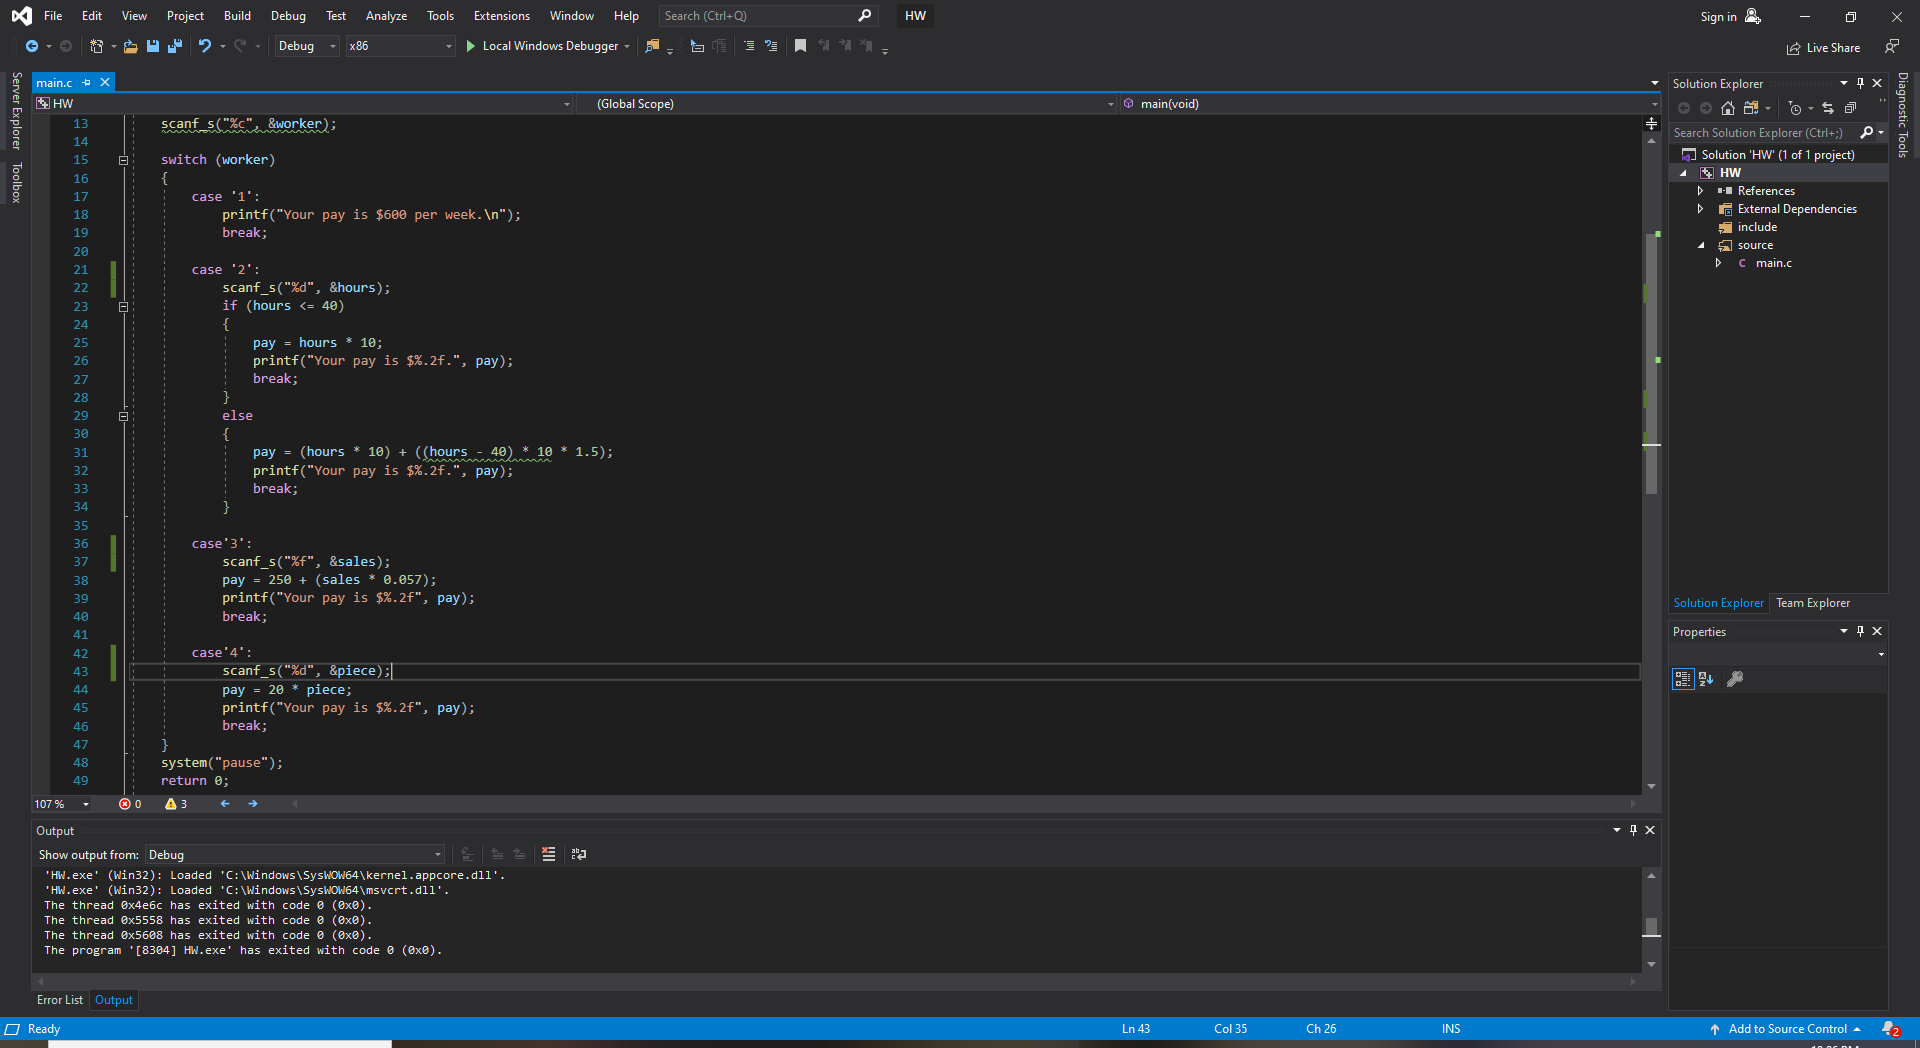 File Edit View Project Build Debug Test Analyze Tools Extensions Window Help Search (Ctrl+Q) HW Sign in
Debug x86 Local Windows Debugger Live Share
Server Explorer
Toolbox
main.c
HW (Global Scope) main(void)
13 scanf_s("%c", &worker);
14
15 switch (worker)
16 {
17 case '1':
18 printf("Your pay is $600 per week.\n");
19 break;
20
21 case '2':
22 scanf_s("%d", &hours);
23 if (hours <= 40)
24 {
25 pay = hours * 10;
26 printf("Your pay is $%.2f.", pay);
27 break;
28 }
29 else
30 {
31 pay = (hours * 10) + ((hours - 40) * 10 * 1.5);
32 printf("Your pay is $%.2f.", pay);
33 break;
34 }
35
36 case'3':
37 scanf_s("%f", &sales);
38 pay = 250 + (sales * 0.057);
39 printf("Your pay is $%.2f", pay);
40 break;
41
42 case'4':
43 scanf_s("%d", &piece);
44 pay = 20 * piece;
45 printf("Your pay is $%.2f", pay);
46 break;
47 }
48 system("pause");
49 return 0;
107 % 0 3
Output
Show output from: Debug
'HW.exe' (Win32): Loaded 'C:\Windows\SysWOW64\kernel.appcore.dll'.
'HW.exe' (Win32): Loaded 'C:\Windows\SysWOW64\msvcrt.dll'.
The thread 0x4e6c has exited with code 0 (0x0).
The thread 0x5558 has exited with code 0 (0x0).
The thread 0x5608 has exited with code 0 (0x0).
The program '[8304] HW.exe' has exited with code 0 (0x0).
Error List Output
Solution Explorer
Search Solution Explorer (Ctrl+;)
Solution 'HW' (1 of 1 project)
HW
References
External Dependencies
include
source
C main.c
Solution Explorer Team Explorer
Properties
Diagnostic Tools
Ready Ln 43 Col 35 Ch 26 INS Add to Source Control 2